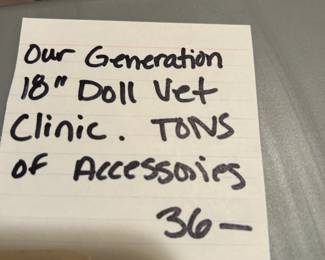 Our Generation
18" Doll Vet
Clinic. TONS
of Accessories
36—